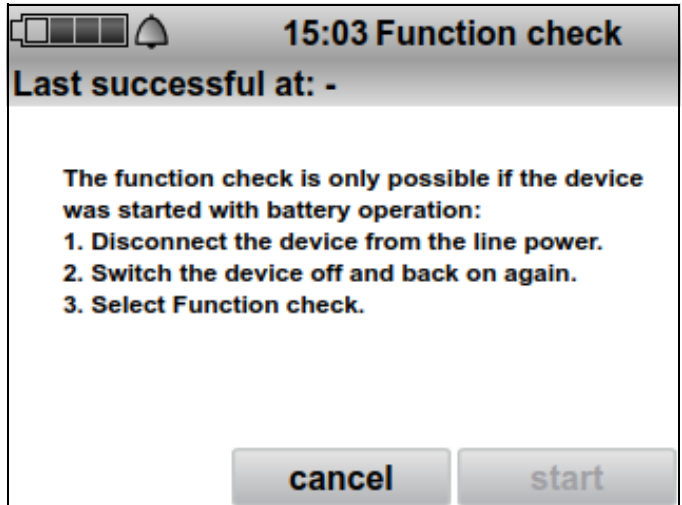 15:03 Function check
Last successful at: -
The function check is only possible if the device
was started with battery operation:
1. Disconnect the device from the line power.
2. Switch the device off and back on again.
3. Select Function check.
cancel start